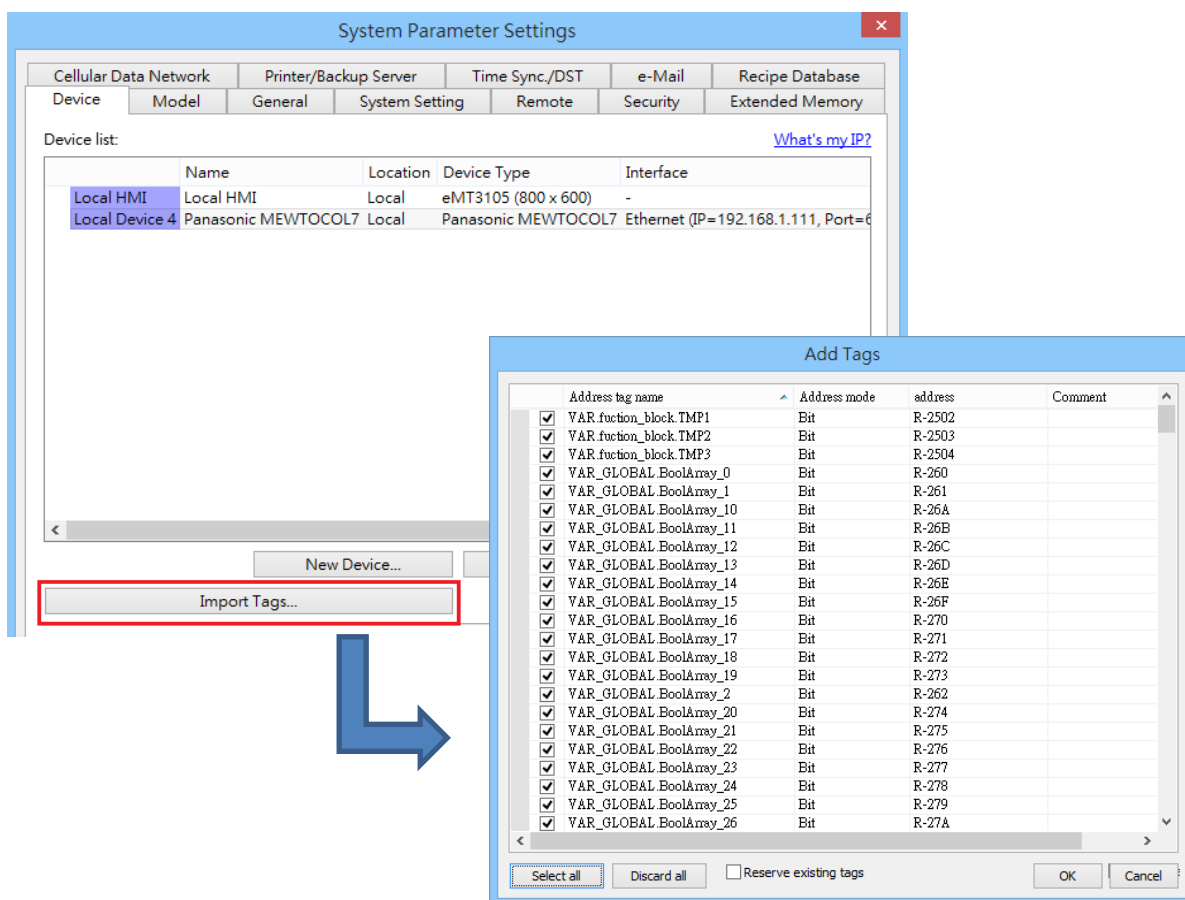 System Parameter Settings
Cellular Data Network Printer/Backup Server Time Sync./DST e-Mail Recipe Database
Device Model General System Setting Remote Security Extended Memory
Device list: What's my IP?
Name Location Device Type Interface
Local HMI Local HMI Local eMT3105 (800 x 600) -
Local Device 4 Panasonic MEWTOCOL7 Local Panasonic MEWTOCOL7 Ethernet (IP=192.168.1.111, Port=6
New Device...
Import Tags...
Add Tags
Address tag name Address mode address Comment
VAR.fuction_block.TMP1 Bit R-2502
VAR.fuction_block.TMP2 Bit R-2503
VAR.fuction_block.TMP3 Bit R-2504
VAR_GLOBAL.BoolArray_0 Bit R-260
VAR_GLOBAL.BoolArray_1 Bit R-261
VAR_GLOBAL.BoolArray_10 Bit R-26A
VAR_GLOBAL.BoolArray_11 Bit R-26B
VAR_GLOBAL.BoolArray_12 Bit R-26C
VAR_GLOBAL.BoolArray_13 Bit R-26D
VAR_GLOBAL.BoolArray_14 Bit R-26E
VAR_GLOBAL.BoolArray_15 Bit R-26F
VAR_GLOBAL.BoolArray_16 Bit R-270
VAR_GLOBAL.BoolArray_17 Bit R-271
VAR_GLOBAL.BoolArray_18 Bit R-272
VAR_GLOBAL.BoolArray_19 Bit R-273
VAR_GLOBAL.BoolArray_2 Bit R-262
VAR_GLOBAL.BoolArray_20 Bit R-274
VAR_GLOBAL.BoolArray_21 Bit R-275
VAR_GLOBAL.BoolArray_22 Bit R-276
VAR_GLOBAL.BoolArray_23 Bit R-277
VAR_GLOBAL.BoolArray_24 Bit R-278
VAR_GLOBAL.BoolArray_25 Bit R-279
VAR_GLOBAL.BoolArray_26 Bit R-27A
Select all Discard all Reserve existing tags OK Cancel